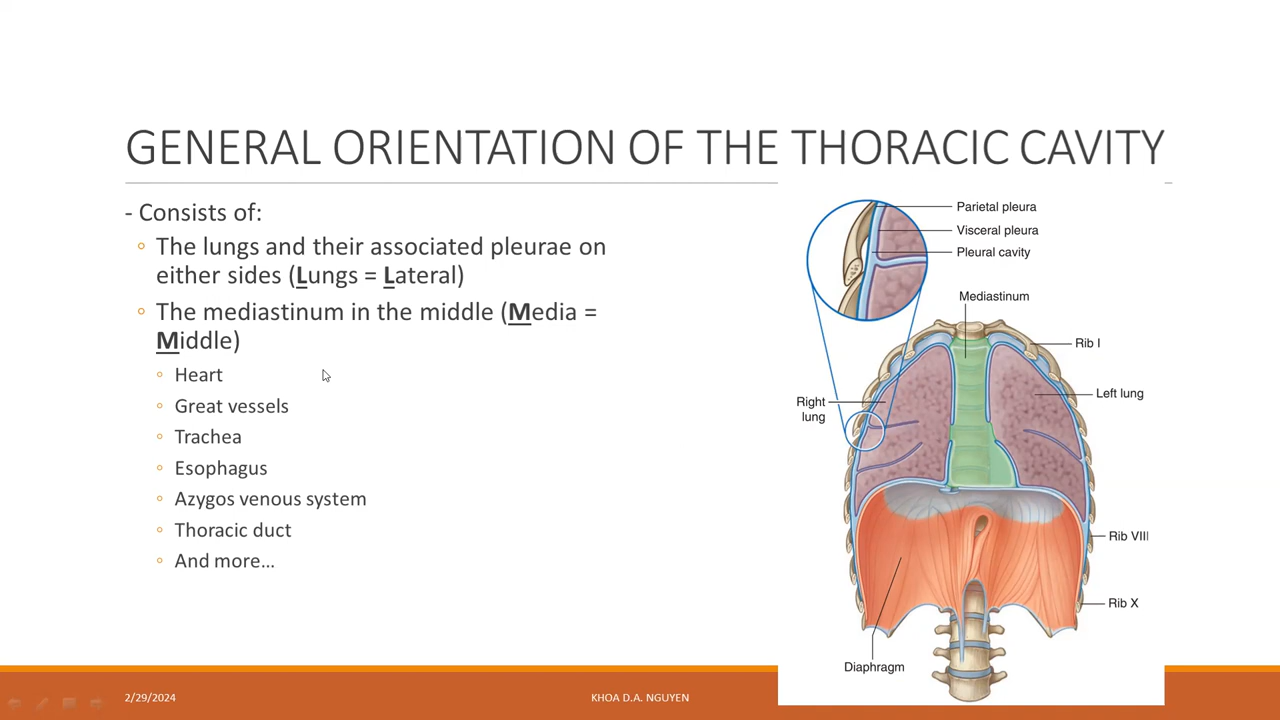 GENERAL ORIENTATION OF THE THORACIC CAVITY
- Consists of:
◦ The lungs and their associated pleurae on
either sides (Lungs = Lateral)
◦ The mediastinum in the middle (Media =
Middle)
◦ Heart
◦ Great vessels
◦ Trachea
◦ Esophagus
◦ Azygos venous system
◦ Thoracic duct
◦ And more…
Parietal pleura
Visceral pleura
Pleural cavity
Mediastinum
Rib I
Right
lung
Left lung
Rib VIII
Rib X
Diaphragm
2/29/2024
KHOA D.A. NGUYEN